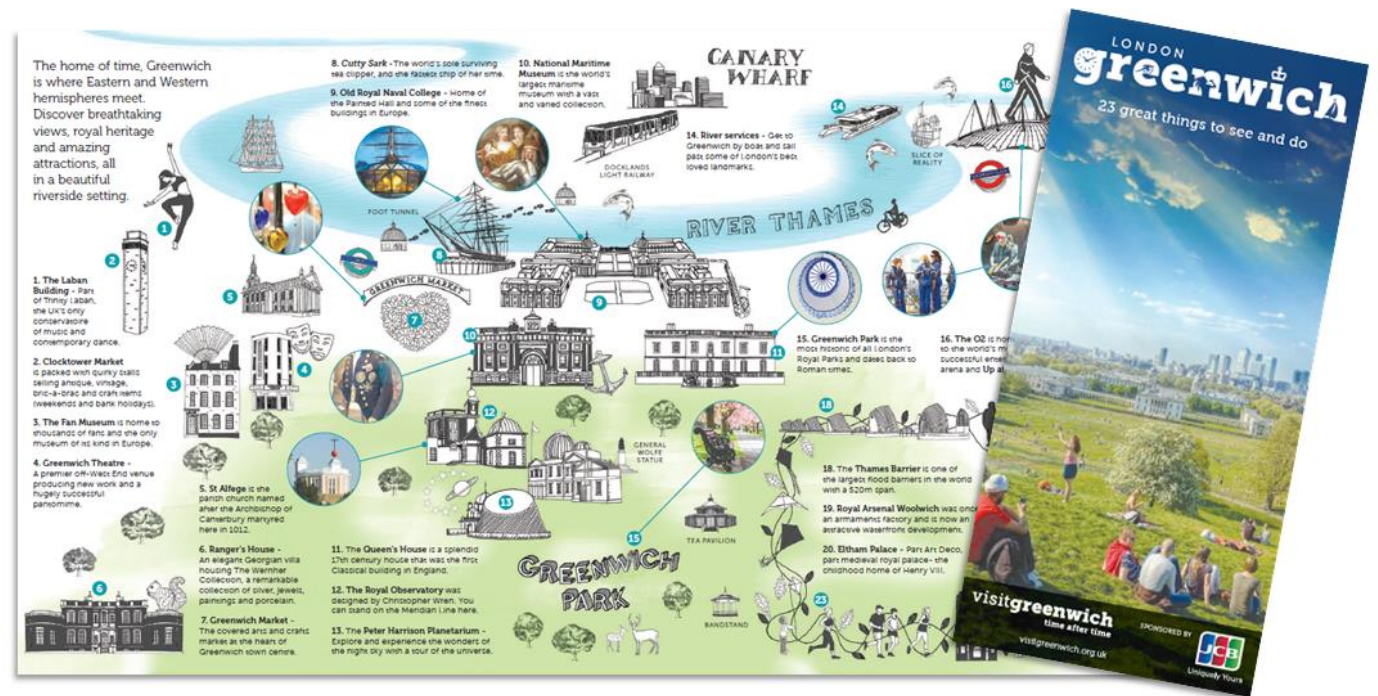 The home of time, Greenwich
is where Eastern and Western
hemispheres meet.
Discover breathtaking
views, royal heritage
and amazing
attractions, all
in a beautiful
riverside setting.
1
2
1. The Laban
Building - Part
of Trinity Laban,
the UK's only
conservatoire
of music and
contemporary dance.
2. Clocktower Market
is packed with quirky stalls
selling antique, vintage,
bric-a-brac and craft items
(weekends and bank holidays).
3. The Fan Museum is home to
thousands of fans and the only
museum of its kind in Europe.
4. Greenwich Theatre -
A premier off-West End venue
producing new work and a
hugely successful
pantomime.
5. St Alfege is the
parish church named
after the Archbishop of
Canterbury martyred
here in 1012.
6. Ranger's House -
An elegant Georgian villa
housing The Wernher
Collection, a remarkable
collection of silver, jewels,
paintings and porcelain.
7. Greenwich Market -
The covered arts and crafts
market at the heart of
Greenwich town centre.
8. Cutty Sark - The world's sole surviving
tea clipper, and the fastest ship of her time.
9. Old Royal Naval College - Home of
the Painted Hall and some of the finest
buildings in Europe.
10. National Maritime
Museum is the world's
largest maritime
museum with a vast
and varied collection.
11. The Queen's House is a splendid
17th century house that was the first
Classical building in England.
12. The Royal Observatory was
designed by Christopher Wren. You
can stand on the Meridian Line here.
13. The Peter Harrison Planetarium -
Explore and experience the wonders of
the night sky with a tour of the universe.
14. River services - Get to
Greenwich by boat and sail
past some of London's best
loved landmarks.
15. Greenwich Park is the
most historic of all London's
Royal Parks and dates back to
Roman times.
16. The O2 is
to the world's
successful
arena and Up
18. The Thames Barrier is one of
the largest flood barriers in the world
with a 520m span.
19. Royal Arsenal Woolwich was once
an armaments factory and is now an
attractive waterfront development.
20. Eltham Palace - Part Art Deco,
part medieval royal palace- the
childhood home of Henry VIII.
CANARY
WHARF
DOCKLANDS
LIGHT RAILWAY
SLICE OF
REALITY
RIVER THAMES
FOOT TUNNEL
GREENWICH MARKET
GENERAL
WOLFE
STATUE
TEA PAVILION
GREENWICH
PARK
BANDSTAND
3
4
5
6
7
8
9
10
11
12
13
14
15
16
18
23
LONDON
greenwich
23 great things to see and do
visitgreenwich
time after time
visitgreenwich.org.uk
SPONSORED BY
JCB
Uniquely Yours